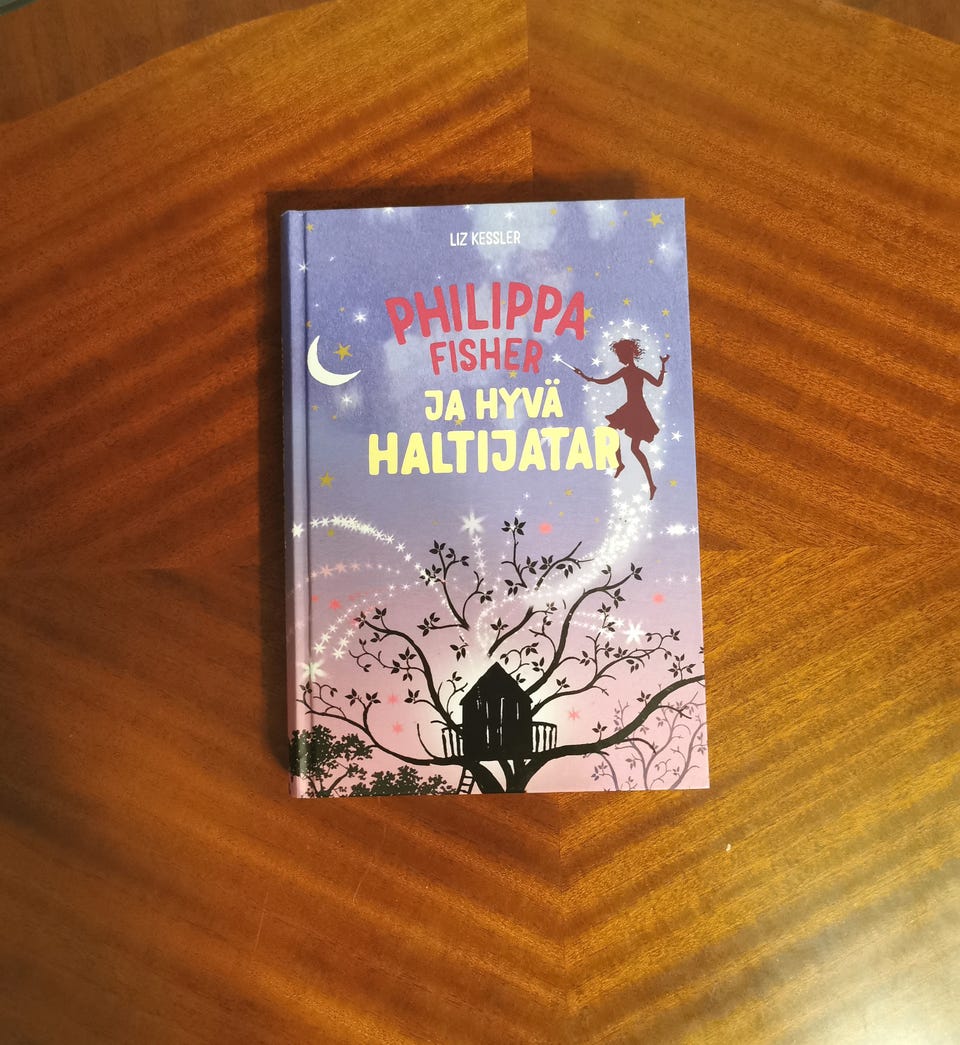 LIZ KESSLER
PHILIPPA
FISHER
JA HYVÄ
HALTIJATAR